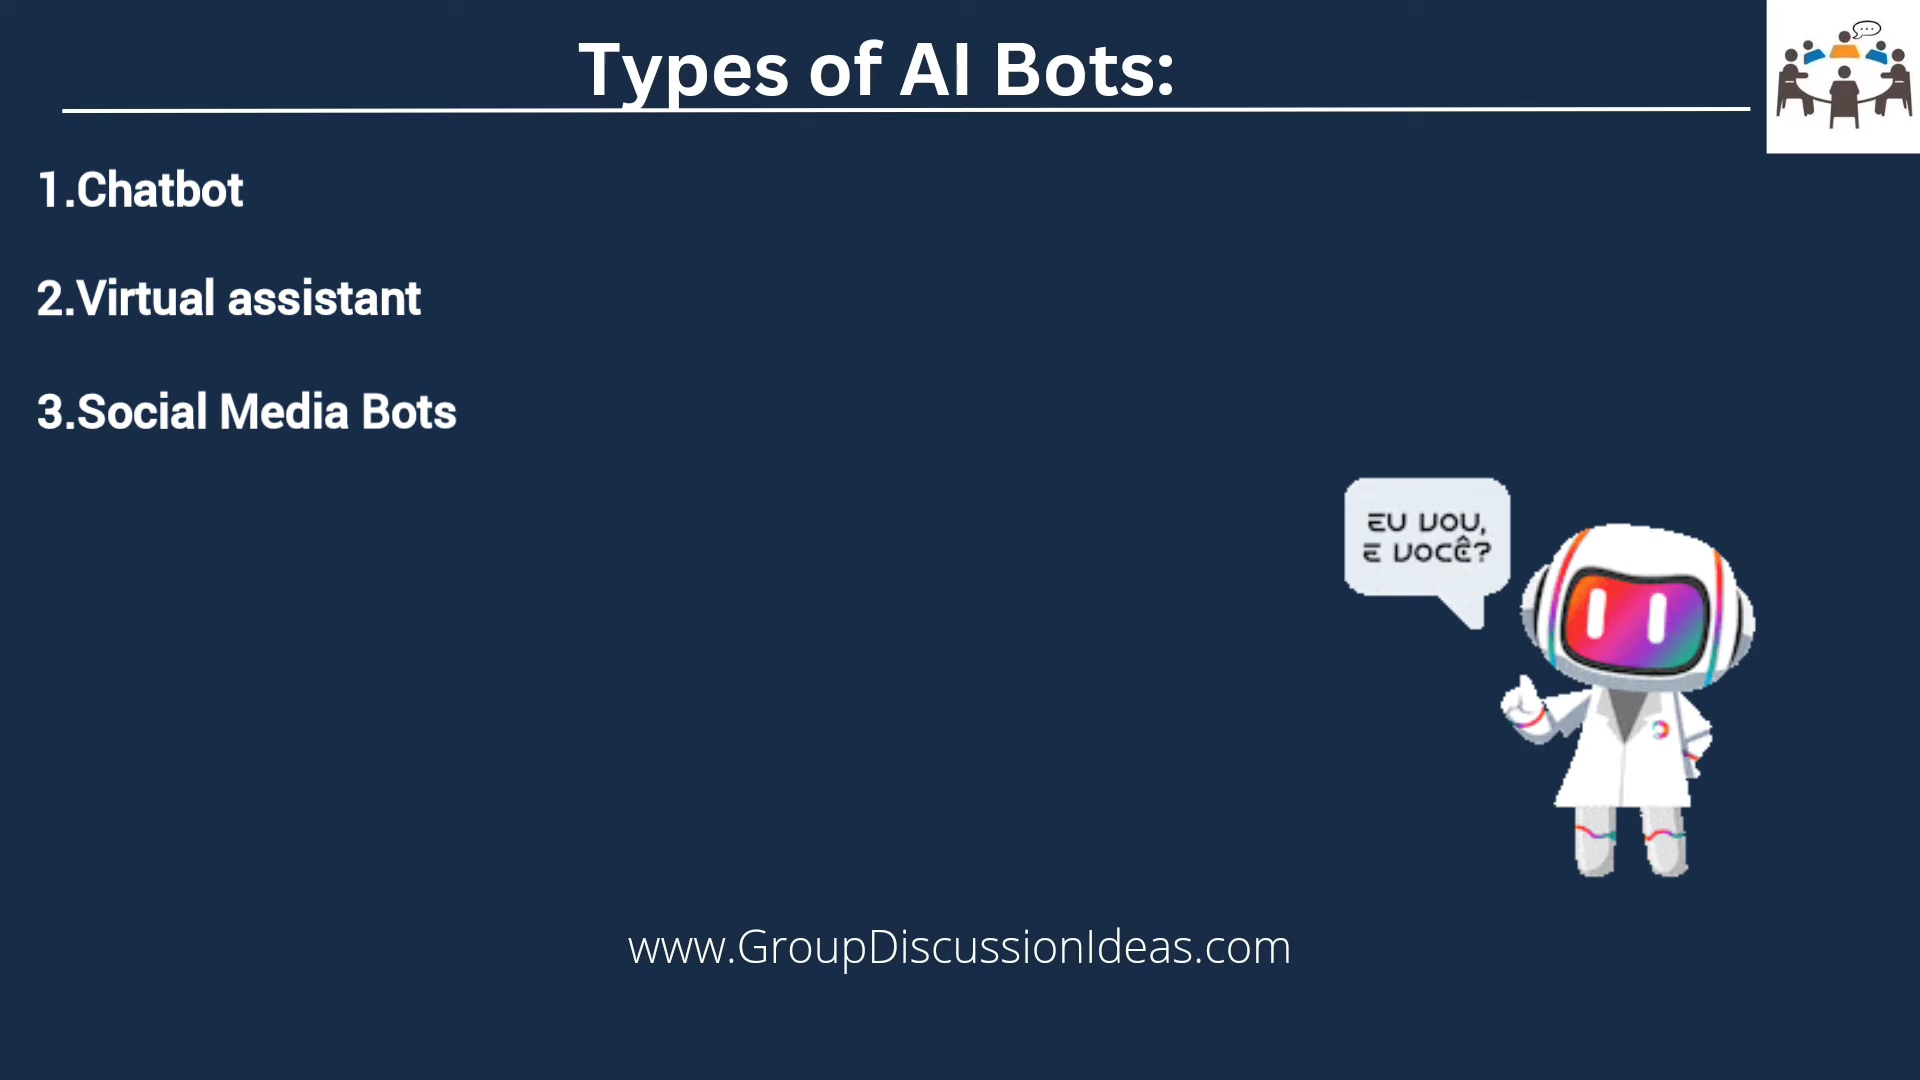 Types of AI Bots:
1.Chatbot
2.Virtual assistant
3.Social Media Bots
EU VOU,
E VOCÊ?
www.GroupDiscussionIdeas.com